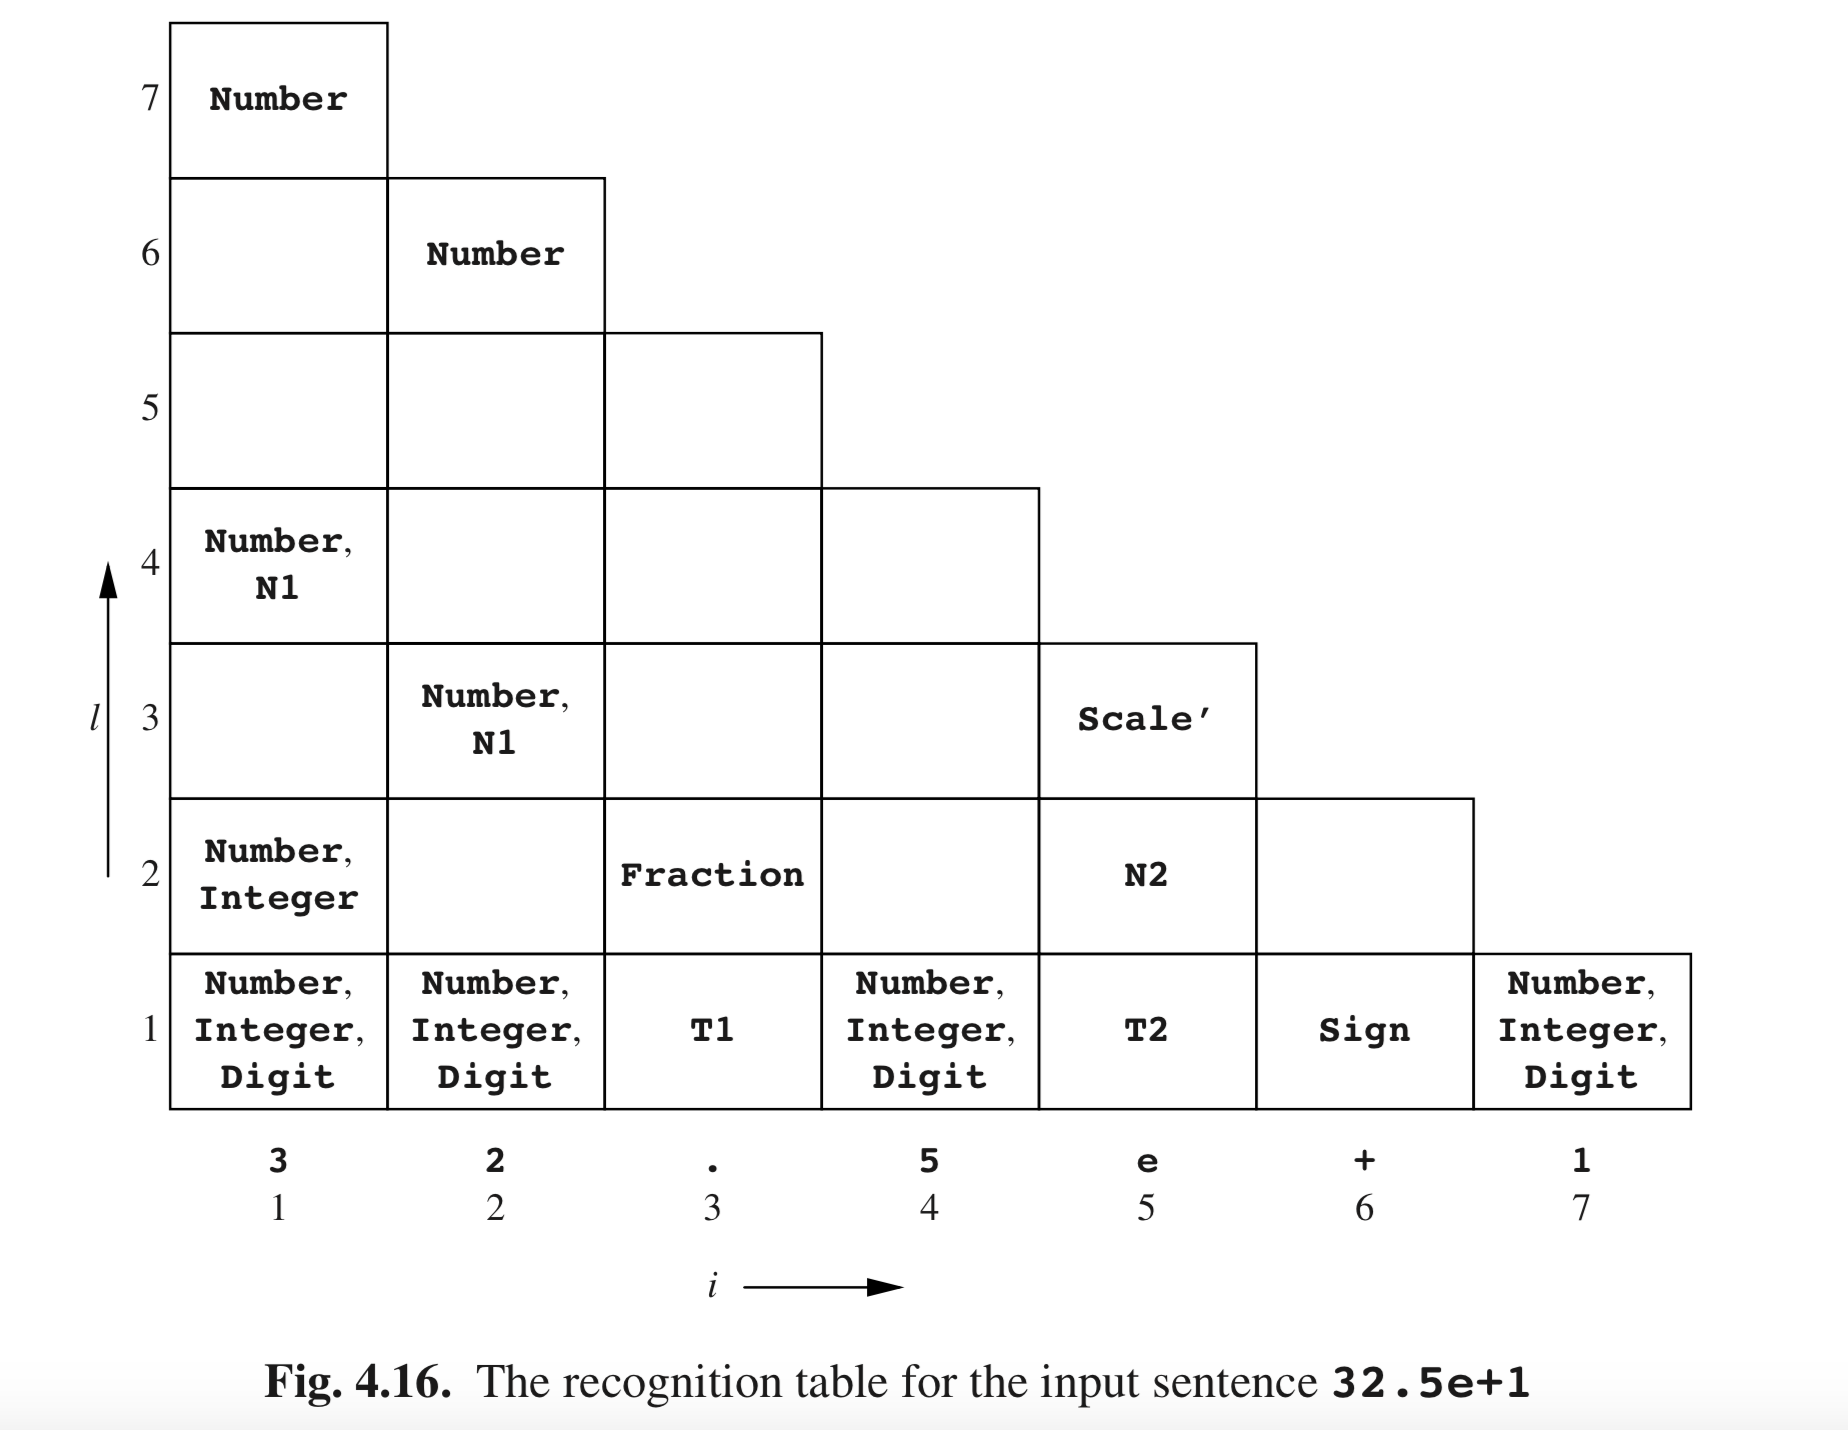 7 Number
6 Number
5
Number,
4
N1
Number,
l 3 Scale′
N1
Number,
2 Fraction N2
Integer
Number, Number, Number, Number,
1 Integer, Integer, T1 Integer, T2 Sign Integer,
Digit Digit Digit Digit
3 2 . 5 e + 1
1 2 3 4 5 6 7
i
Fig. 4.16. The recognition table for the input sentence 32.5e+1